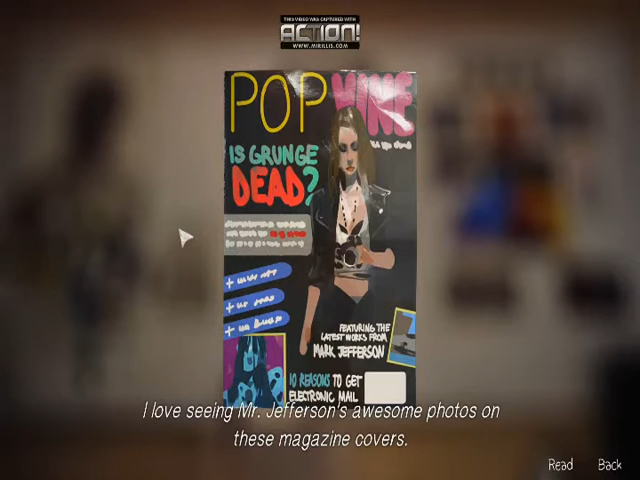 THIS VIDEO WAS CAPTURED WITH
ACTION!
WWW.MIRILLIS.COM
POP VINE
IS GRUNGE
DEAD?
FEATURING THE
LATEST WORKS FROM
MARK JEFFERSON
10 REASONS TO GET
ELECTRONIC MAIL
I love seeing Mr. Jefferson's awesome photos on
these magazine covers.
Read Back